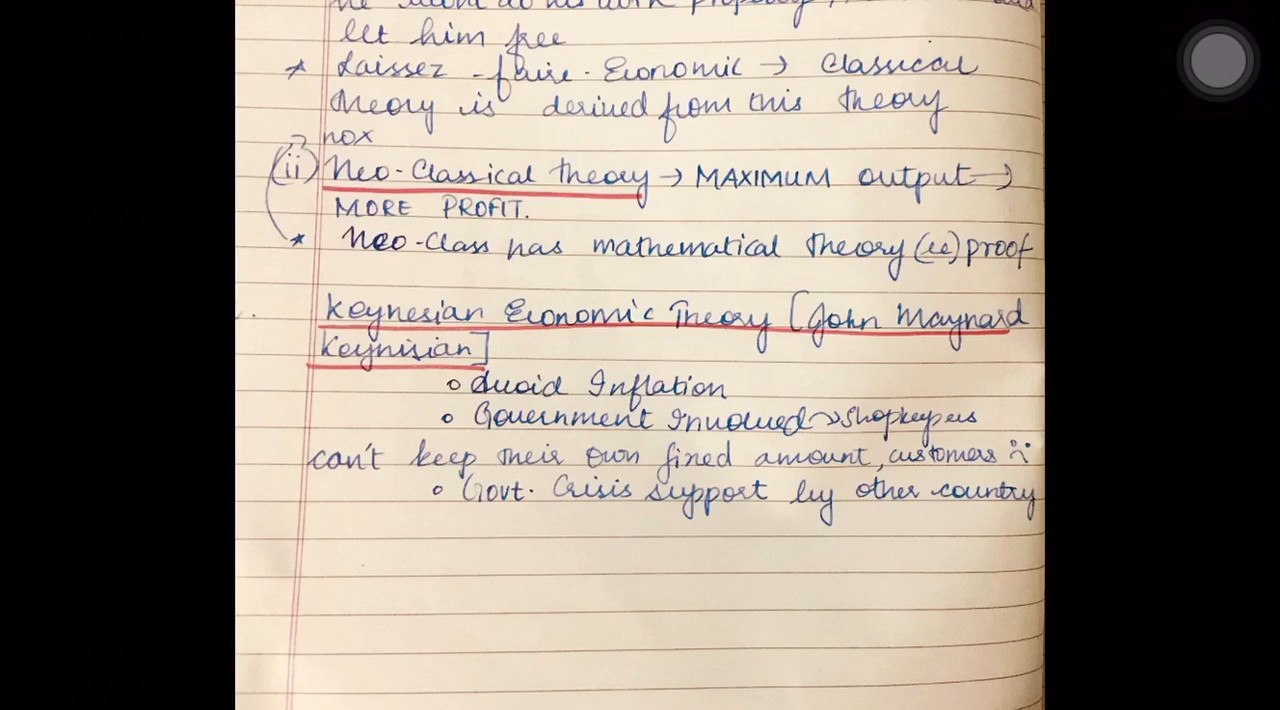 let him free
* Laissez - faire - Economic → Classical
theory is derived from this theory
(ii) Neo-Classical theory → MAXIMUM output →
MORE PROFIT.
* Neo-Class has mathematical theory proof
Keynesian Economic Theory [John Maynard
Keynisian]
o Avoid Inflation
o Government Involved → Shopkeepers
can't keep their own fixed amount, customers
o Govt. Crisis support by other country